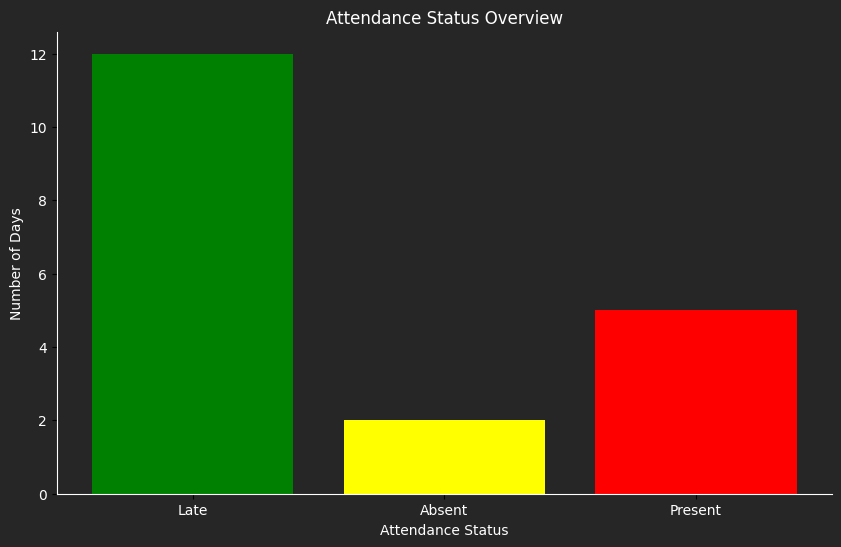 Attendance Status Overview
Number of Days
12
10
8
6
4
2
0
Late Absent Present
Attendance Status